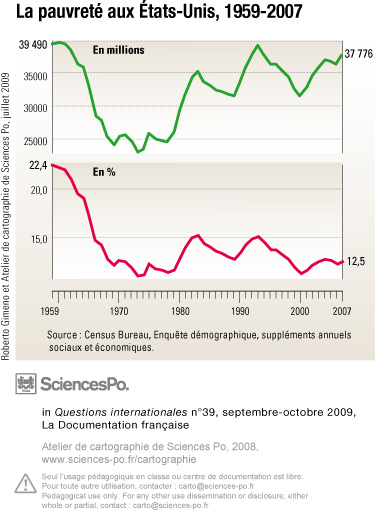 La pauvreté aux États-Unis, 1959-2007
39 490
En millions
37 776
35000
30000
25000
22,4
En %
20,0
15,0
12,5
1959 1970 1980 1990 2000 2007
Source : Census Bureau, Enquête démographique, suppléments annuels
sociaux et économiques.
Roberto Gimeno et Atelier de cartographie de Sciences Po, juillet 2009
SciencesPo.
in Questions internationales n°39, septembre-octobre 2009,
La Documentation française
Atelier de cartographie de Sciences Po, 2008,
www.sciences-po.fr/cartographie
Seul l'usage pédagogique en classe ou centre de documentation est libre.
Pour toute autre utilisation, contacter : carto@sciences-po.fr
Pedagogical use only. For any other use dissemination or disclosure, either
whole or partial, contact : carto@sciences-po.fr